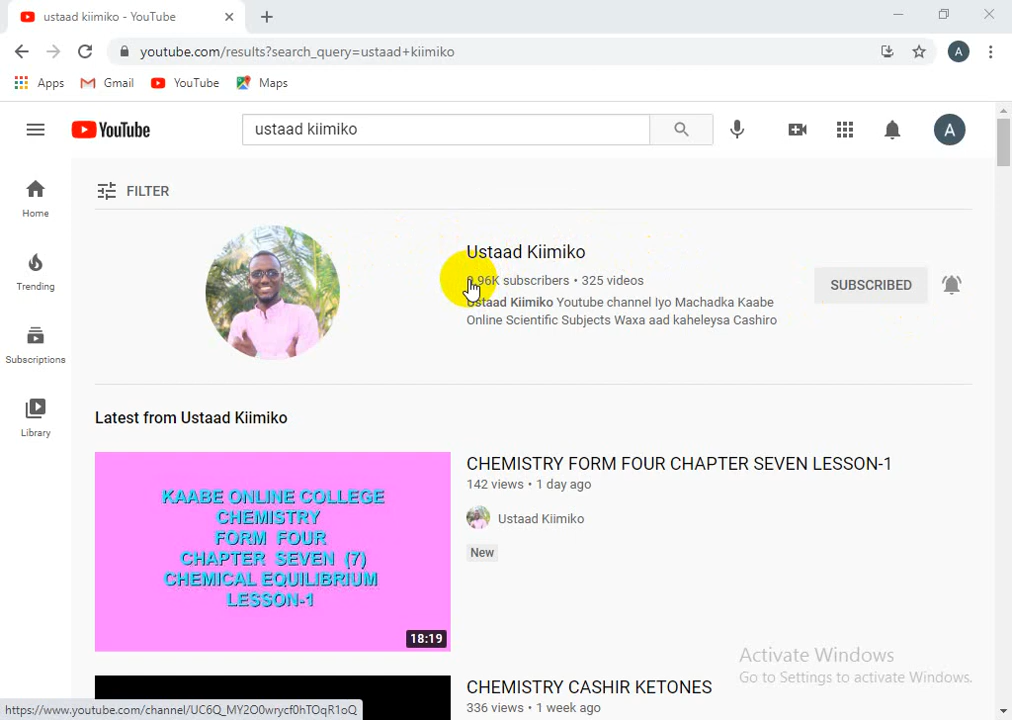 ustaad kiimiko - YouTube
youtube.com/results?search_query=ustaad+kiimiko
A
Apps
Gmail
YouTube
Maps
YouTube
ustaad kiimiko
A
FILTER
Home
Trending
Subscriptions
Library
Ustaad Kiimiko
.96K subscribers • 325 videos
Ustaad Kiimiko Youtube channel Iyo Machadka Kaabe
Online Scientific Subjects Waxa aad kaheleysa Cashiro
SUBSCRIBED
Latest from Ustaad Kiimiko
KAABE ONLINE COLLEGE
CHEMISTRY
FORM FOUR
CHAPTER SEVEN (7)
CHEMICAL EQUILIBRIUM
LESSON-1
18:19
CHEMISTRY FORM FOUR CHAPTER SEVEN LESSON-1
142 views • 1 day ago
Ustaad Kiimiko
New
CHEMISTRY CASHIR KETONES
336 views • 1 week ago
Activate Windows
Go to Settings to activate Windows.
https://www.youtube.com/channel/UC6Q_MY2O0wrycf0hTOqR1oQ